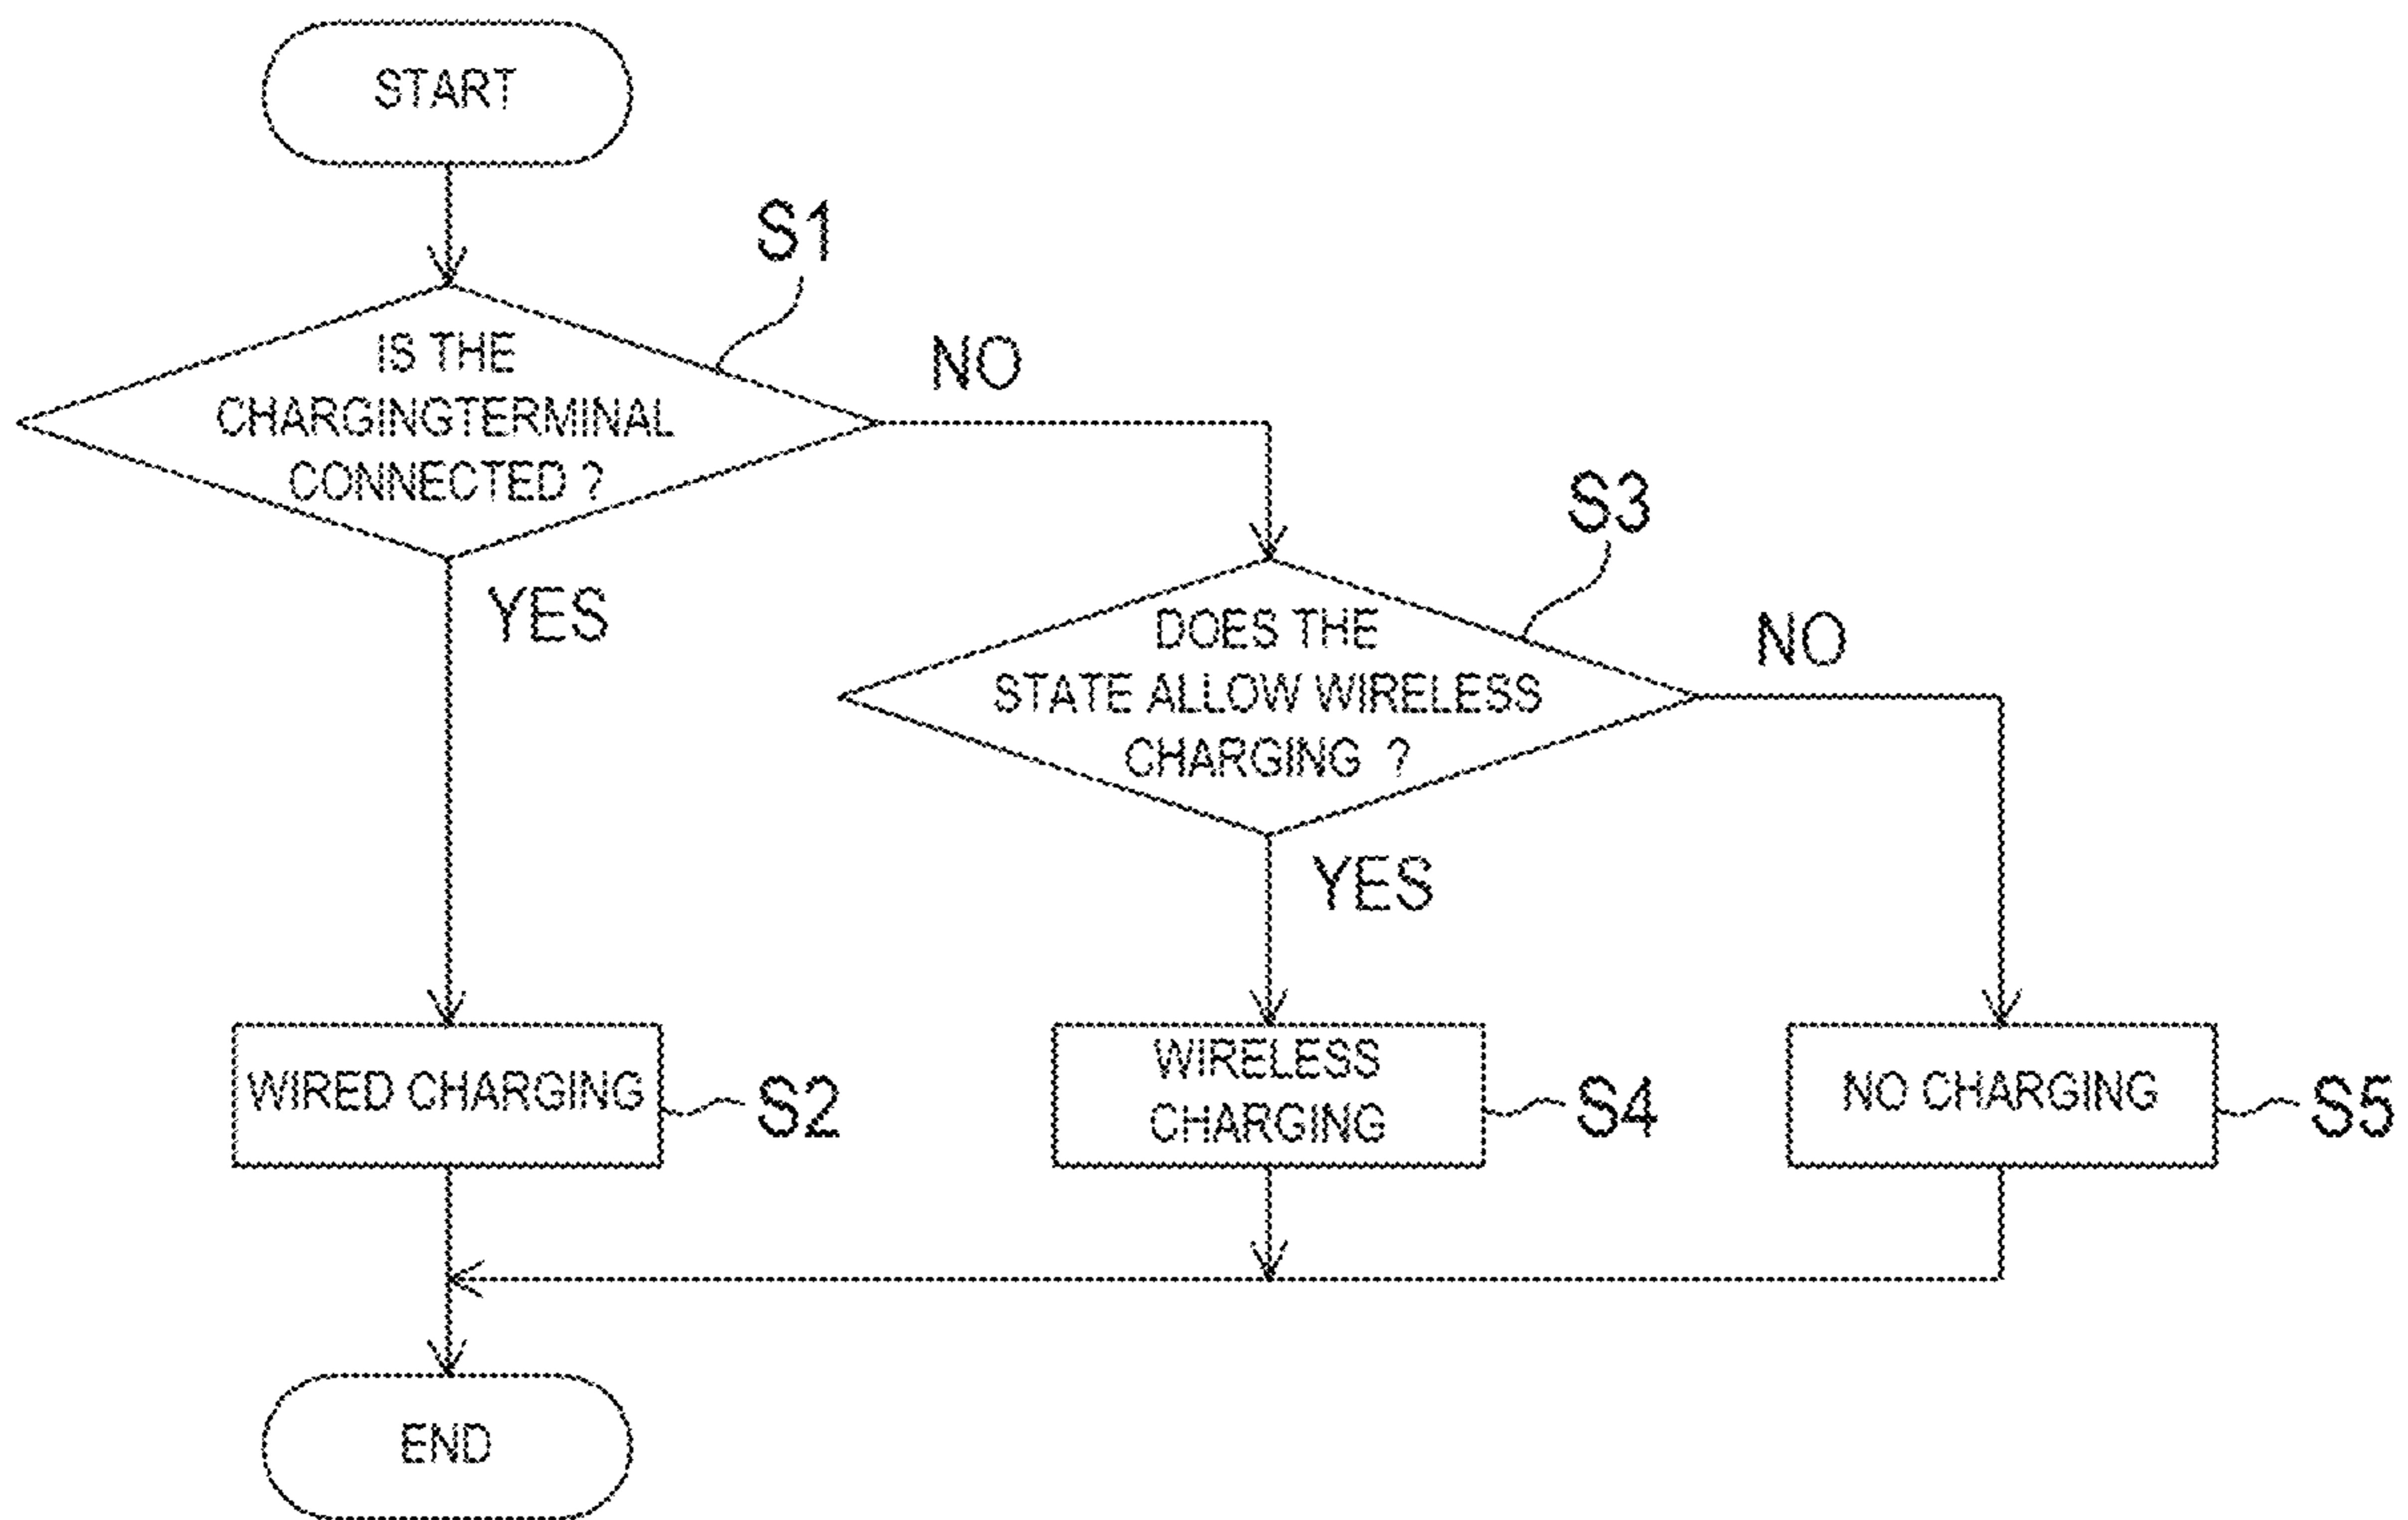 START
S1
IS THE
CHARGINGTERMINAL
CONNECTED ?
NO
YES
S3
DOES THE
STATE ALLOW WIRELESS
CHARGING ?
NO
YES
WIRED CHARGING
S2
WIRELESS
CHARGING
S4
NO CHARGING
S5
END